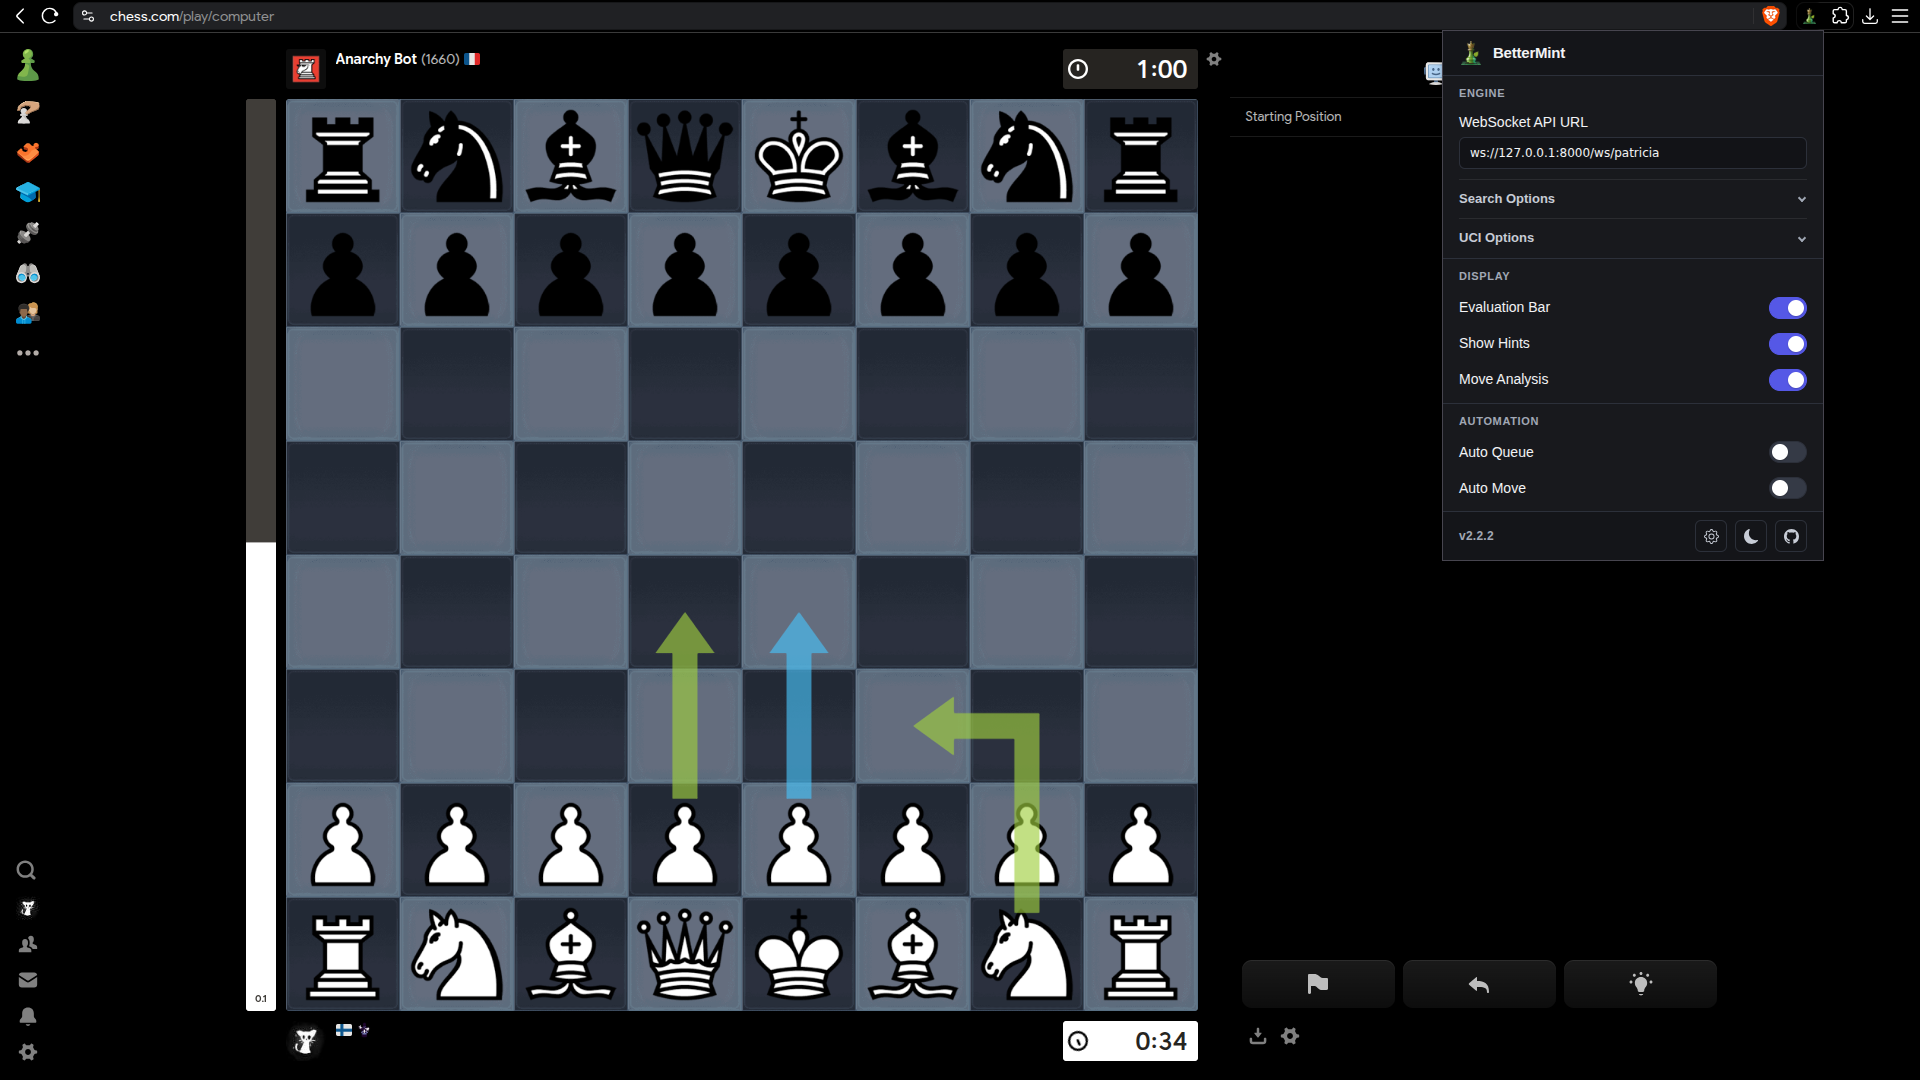 chess.com/play/computer
Anarchy Bot (1660)
1:00
Starting Position
0.1
0:34
BetterMint
ENGINE
WebSocket API URL
ws://127.0.0.1:8000/ws/patricia
Search Options
UCI Options
DISPLAY
Evaluation Bar
Show Hints
Move Analysis
AUTOMATION
Auto Queue
Auto Move
v2.2.2